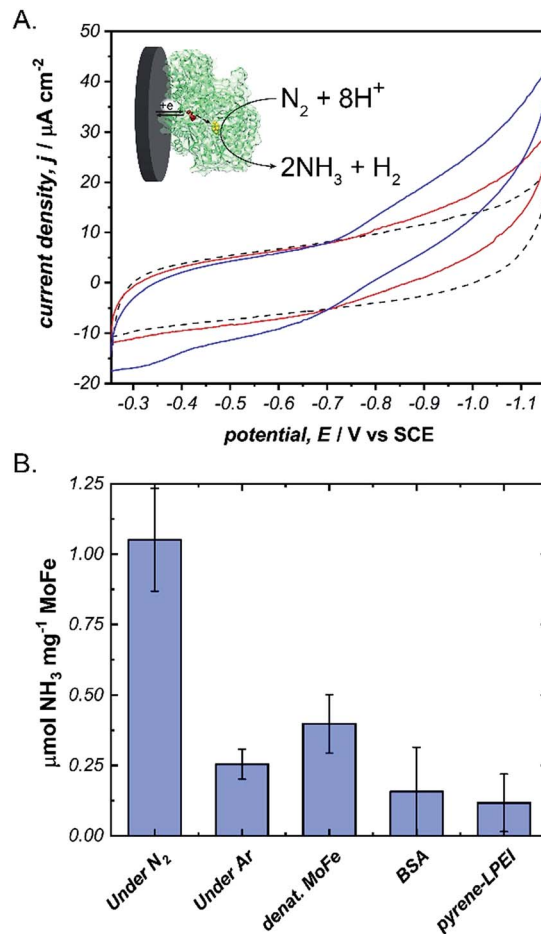 A.
current density, j / μA cm⁻²
50
40
30
20
10
0
-10
-20
+e⁻
N₂ + 8H⁺
2NH₃ + H₂
-0.3 -0.4 -0.5 -0.6 -0.7 -0.8 -0.9 -1.0 -1.1
potential, E / V vs SCE
B.
μmol NH₃ mg⁻¹ MoFe
1.25
1.00
0.75
0.50
0.25
0.00
Under N₂
Under Ar
denat. MoFe
BSA
pyrene-LPEI